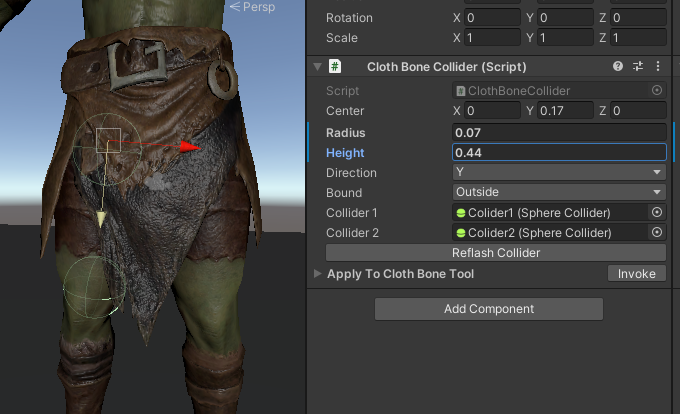 Persp
Rotation X 0 Y 0 Z 0
Scale X 1 Y 1 Z 1
# Cloth Bone Collider (Script)
Script # ClothBoneCollider
Center X 0 Y 0.17 Z 0
Radius 0.07
Height 0.44
Direction Y
Bound Outside
Collider 1 Colider1 (Sphere Collider)
Collider 2 Colider2 (Sphere Collider)
Reflash Collider
Apply To Cloth Bone Tool Invoke
Add Component